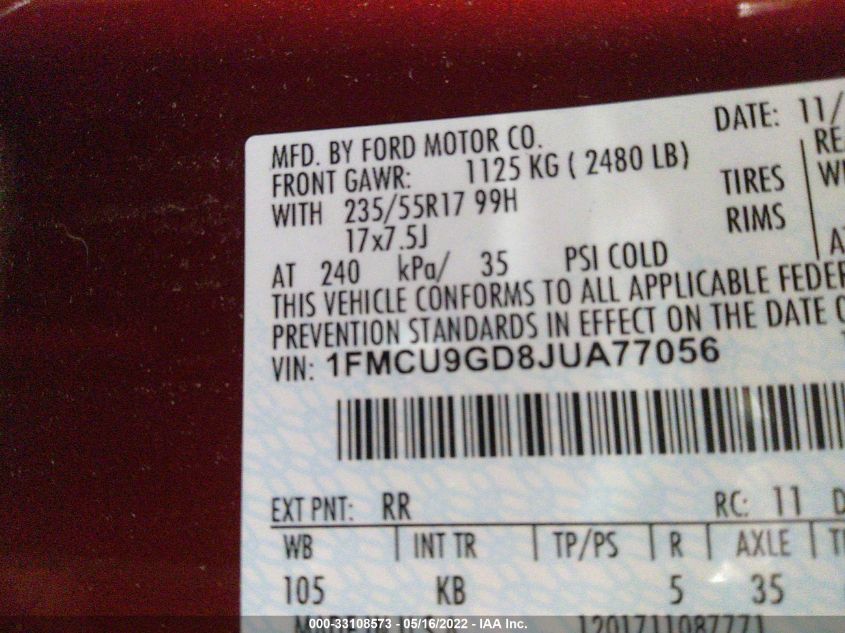 DATE: 11/
MFD. BY FORD MOTOR CO.
FRONT GAWR: 1125 KG ( 2480 LB)
WITH 235/55R17 99H TIRES
17x7.5J RIMS
AT 240 kPa/ 35 PSI COLD
THIS VEHICLE CONFORMS TO ALL APPLICABLE FEDER
PREVENTION STANDARDS IN EFFECT ON THE DATE O
VIN: 1FMCU9GD8JUA77056
EXT PNT: RR RC: 11 D
WB INT TR TP/PS R AXLE
105 KB 5 35
000-33108573 - 05/16/2022 - IAA Inc.